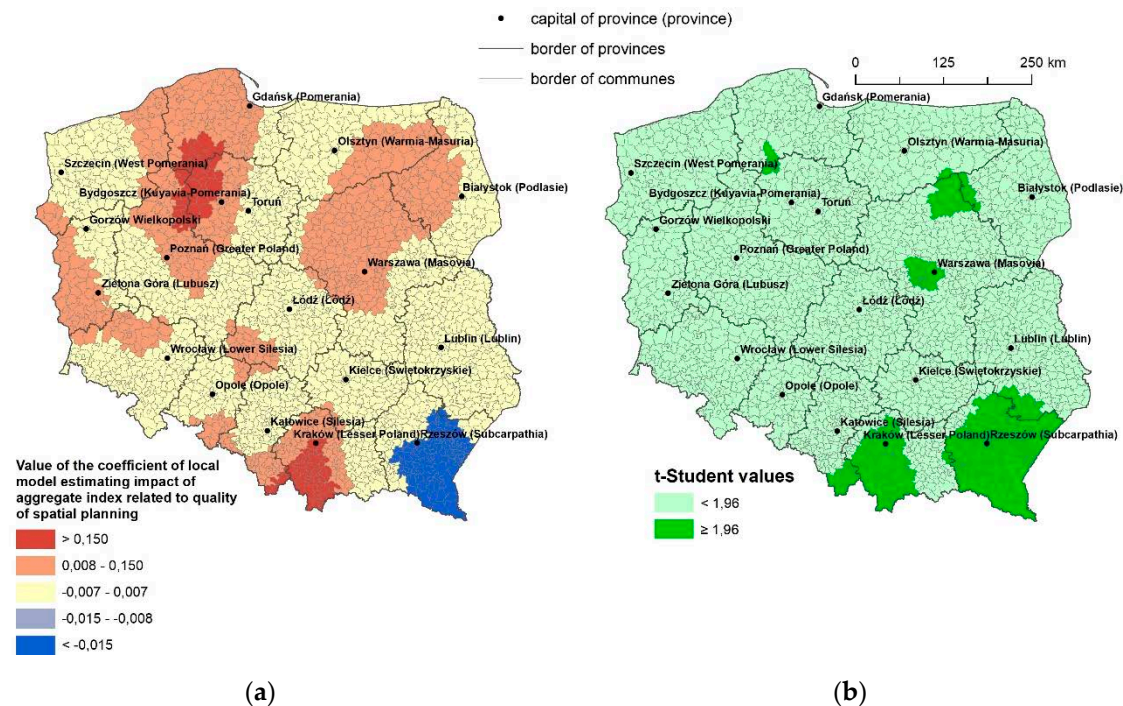 capital of province (province)
border of provinces
border of communes
0 125 250 km
Gdańsk (Pomerania)
Olsztyn (Warmia-Masuria)
Szczecin (West Pomerania)
Białystok (Podlasie)
Bydgoszcz (Kuyavia-Pomerania)
Toruń
Gorzów Wielkopolski
Poznań (Greater Poland)
Warszawa (Masovia)
Zielona Góra (Lubusz)
Łódź (Łódź)
Wrocław (Lower Silesia)
Lublin (Lublin)
Kielce (Świętokrzyskie)
Opole (Opole)
Katowice (Silesia)
Kraków (Lesser Poland)
Rzeszów (Subcarpathia)
Value of the coefficient of local
model estimating impact of
aggregate index related to quality
of spatial planning
> 0,150
0,008 - 0,150
-0,007 - 0,007
-0,015 - -0,008
< -0,015
(a)
Gdańsk (Pomerania)
Olsztyn (Warmia-Masuria)
Szczecin (West Pomerania)
Białystok (Podlasie)
Bydgoszcz (Kuyavia-Pomerania)
Toruń
Gorzów Wielkopolski
Poznań (Greater Poland)
Warszawa (Masovia)
Zielona Góra (Lubusz)
Łódź (Łódź)
Wrocław (Lower Silesia)
Lublin (Lublin)
Kielce (Świętokrzyskie)
Opole (Opole)
Katowice (Silesia)
Kraków (Lesser Poland)
Rzeszów (Subcarpathia)
t-Student values
< 1,96
≥ 1,96
(b)